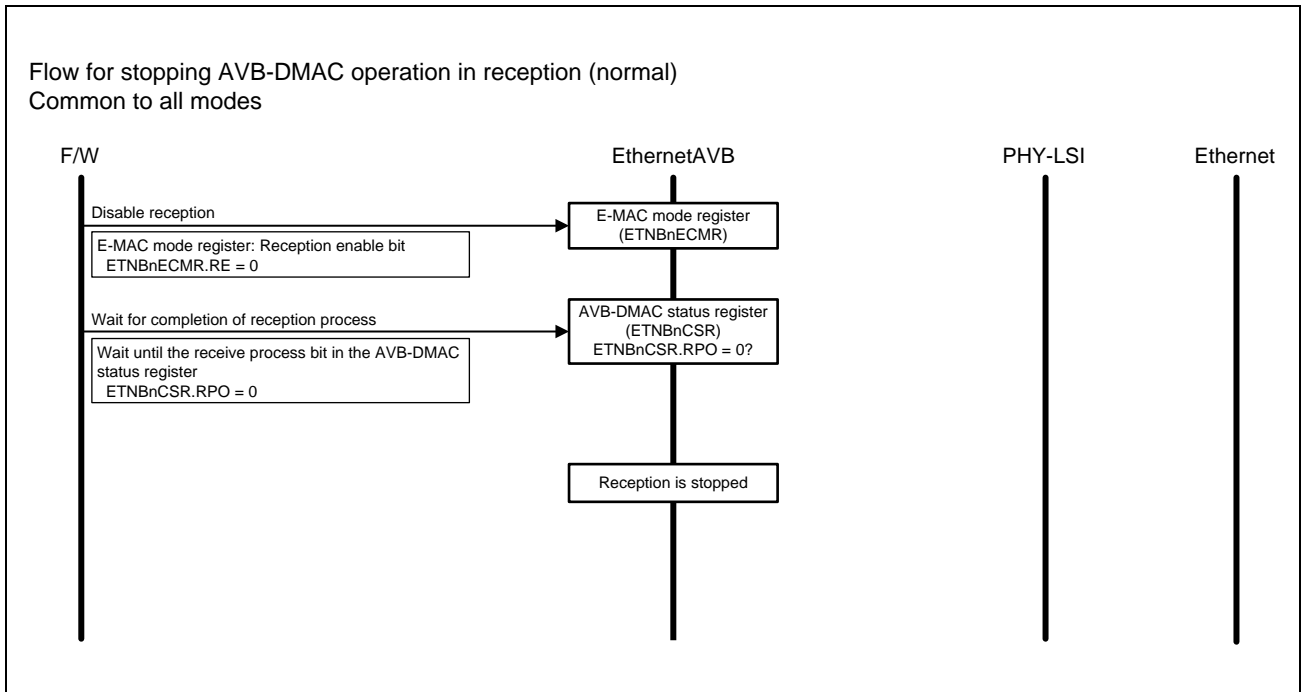 Flow for stopping AVB-DMAC operation in reception (normal)
Common to all modes
F/W
EthernetAVB
PHY-LSI
Ethernet
Disable reception
E-MAC mode register: Reception enable bit
ETNBnECMR.RE = 0
E-MAC mode register
(ETNBnECMR)
Wait for completion of reception process
Wait until the receive process bit in the AVB-DMAC
status register
ETNBnCSR.RPO = 0
AVB-DMAC status register
(ETNBnCSR)
ETNBnCSR.RPO = 0?
Reception is stopped